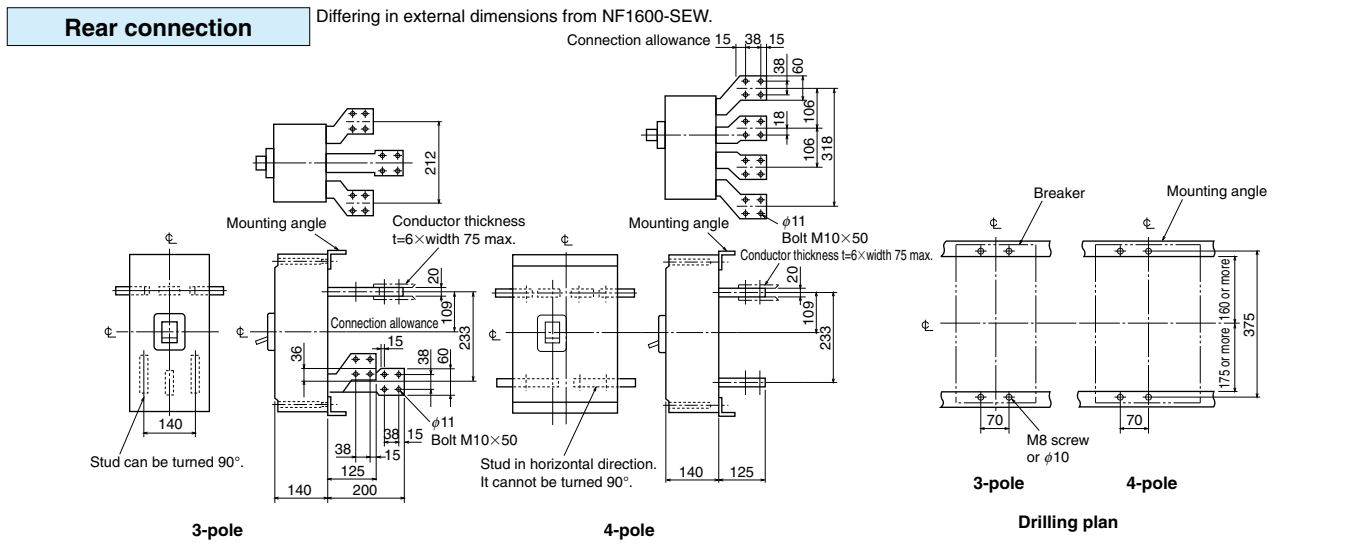 Rear connection
Differing in external dimensions from NF1600-SEW.
Connection allowance 15 38 15
38 60
106
18
106
318
212
Mounting angle
Conductor thickness
t=6×width 75 max.
℄
℄
20
109
233
Connection allowance
15
36
38
60
φ11
Bolt M10×50
38 15
38 15
125
140 200
140
Stud can be turned 90°.
3-pole
φ11
Bolt M10×50
Mounting angle
Conductor thickness t=6×width 75 max.
℄
℄
20
109
233
Stud in horizontal direction.
It cannot be turned 90°.
140 125
4-pole
Breaker
Mounting angle
℄ ℄
℄
160 or more
175 or more
375
70 70
M8 screw
or φ10
3-pole 4-pole
Drilling plan